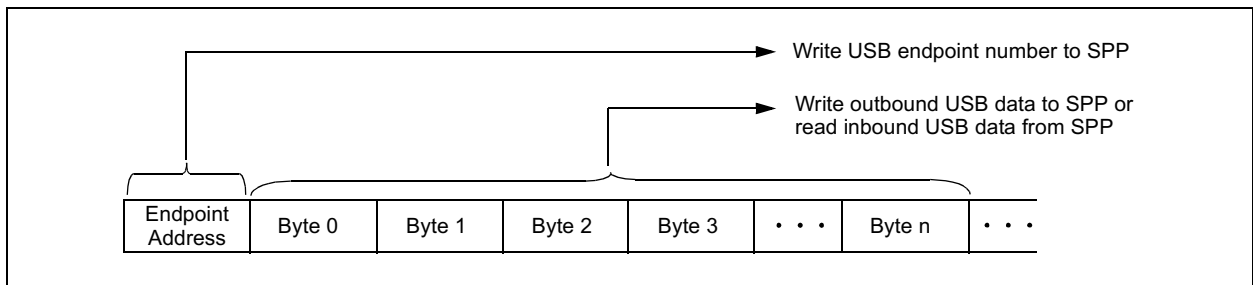 Write USB endpoint number to SPP
Write outbound USB data to SPP or
read inbound USB data from SPP
Endpoint
Address
Byte 0
Byte 1
Byte 2
Byte 3
• • •
Byte n
• • •